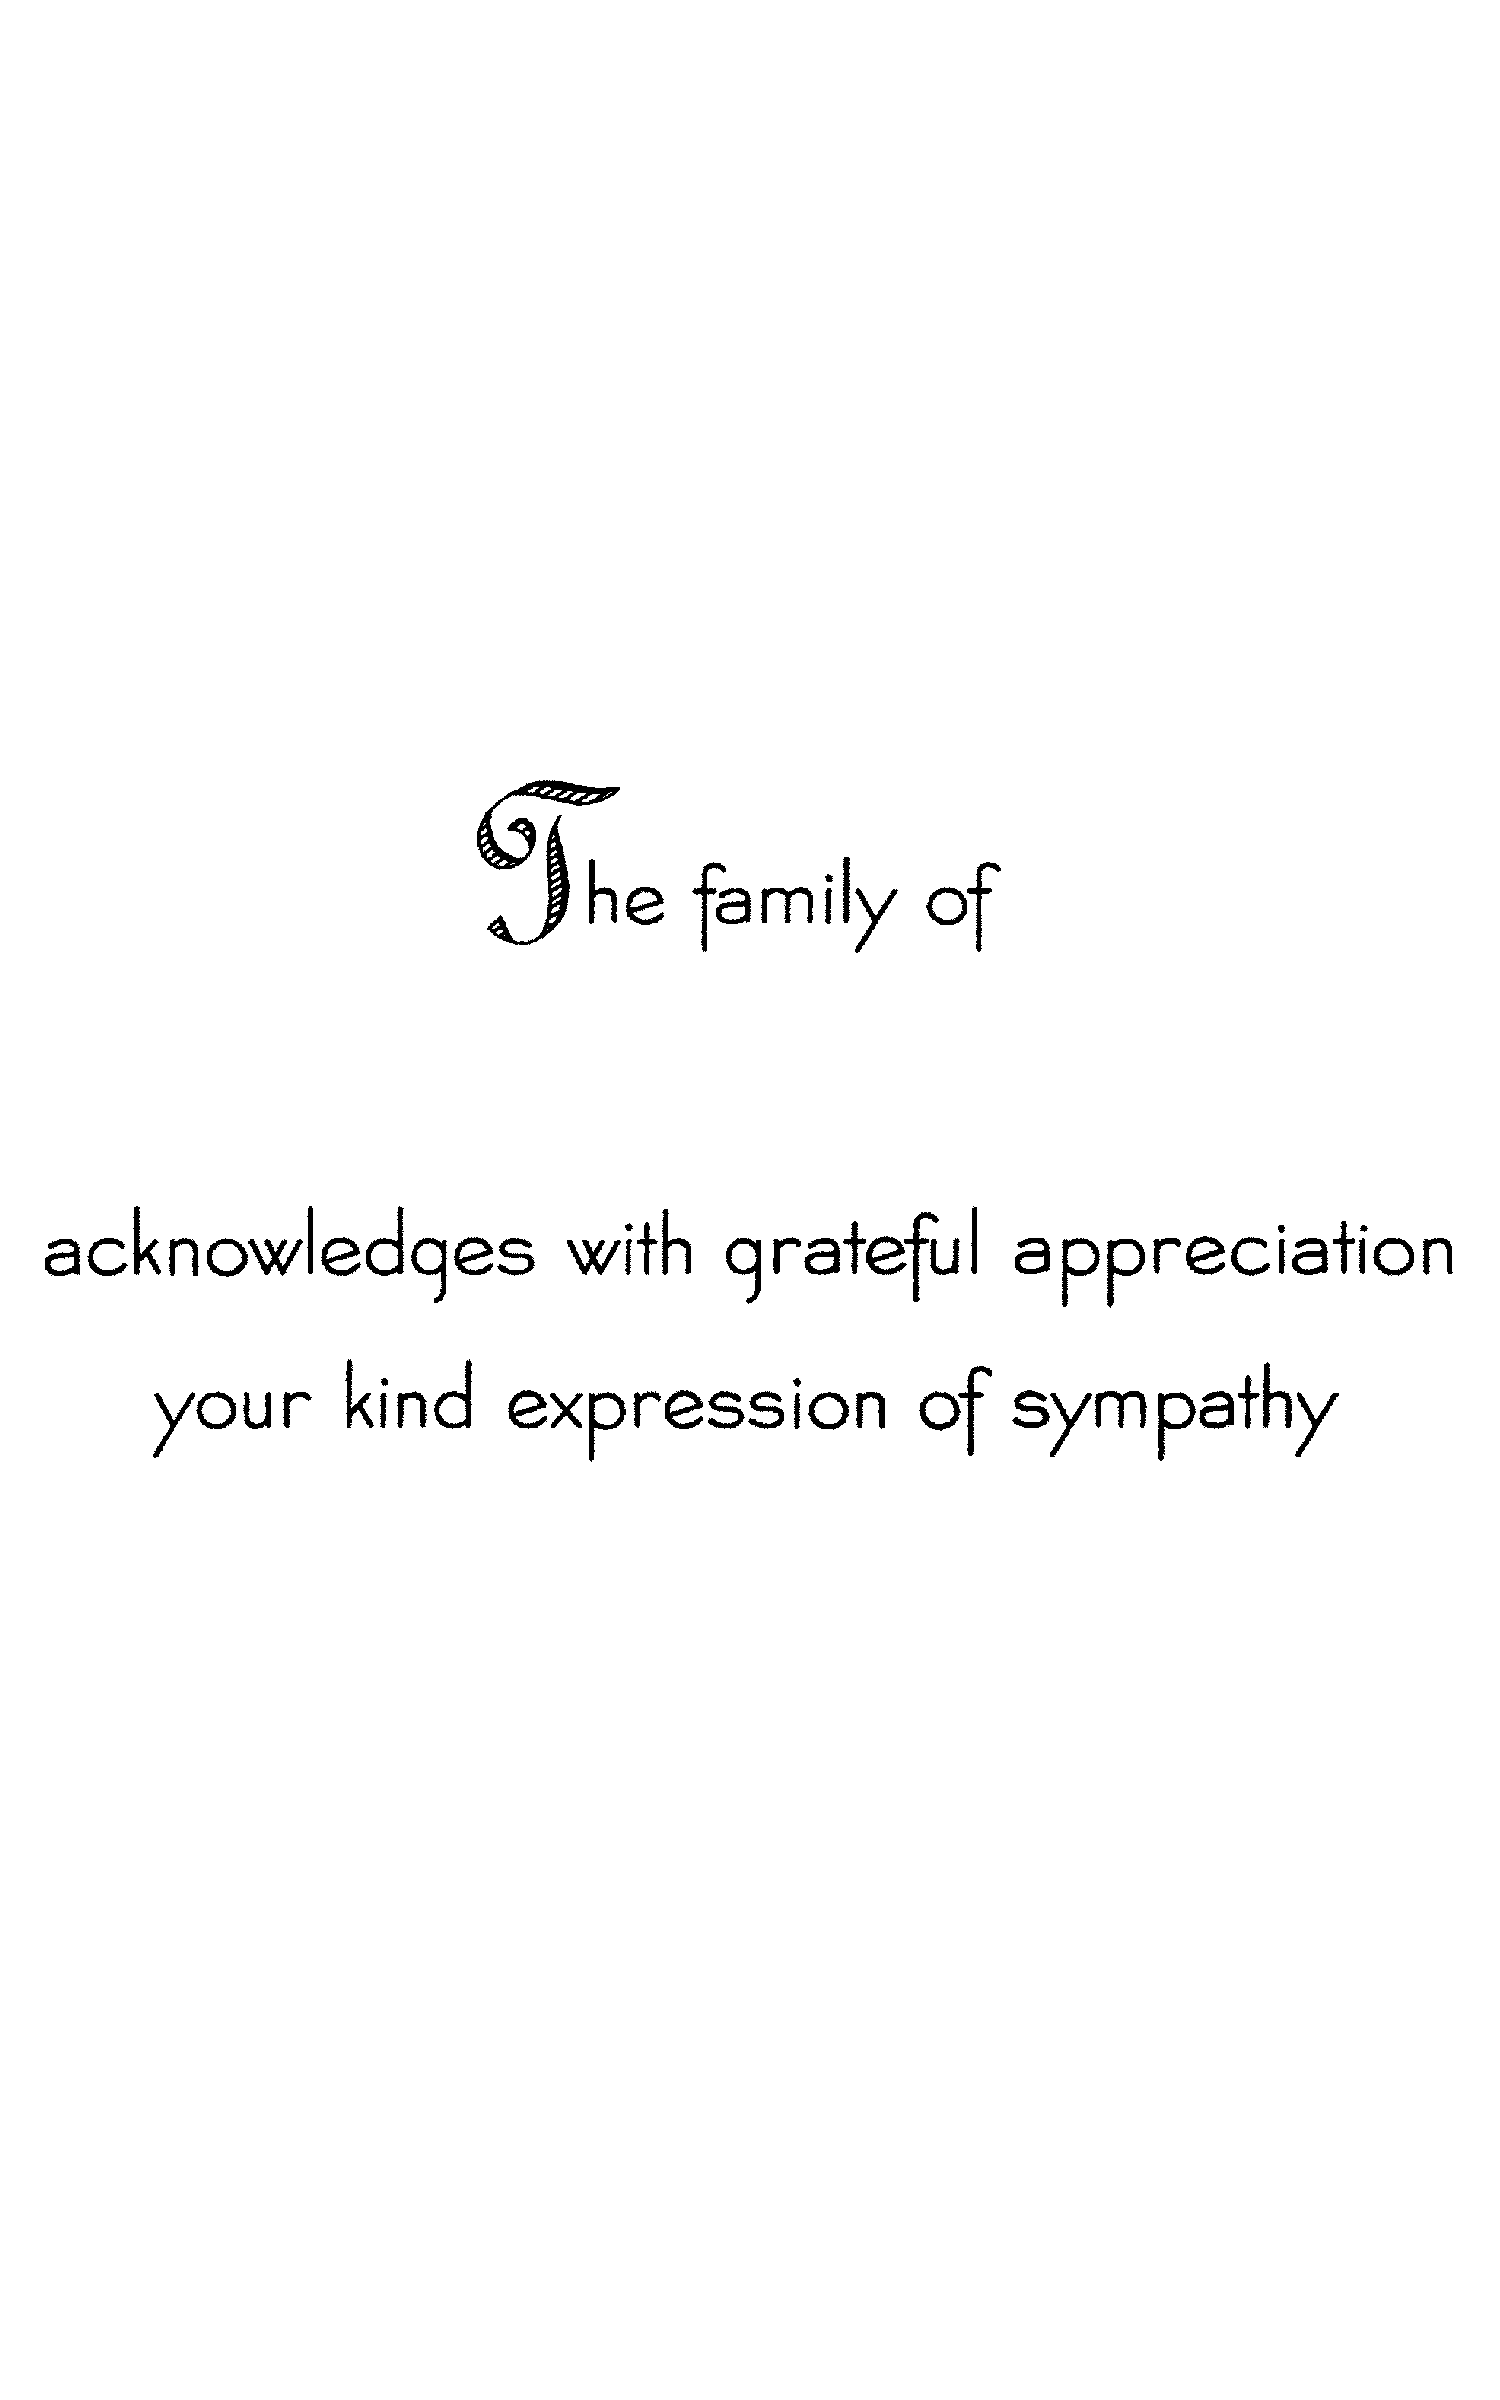 The family of
acknowledges with grateful appreciation
your kind expression of sympathy